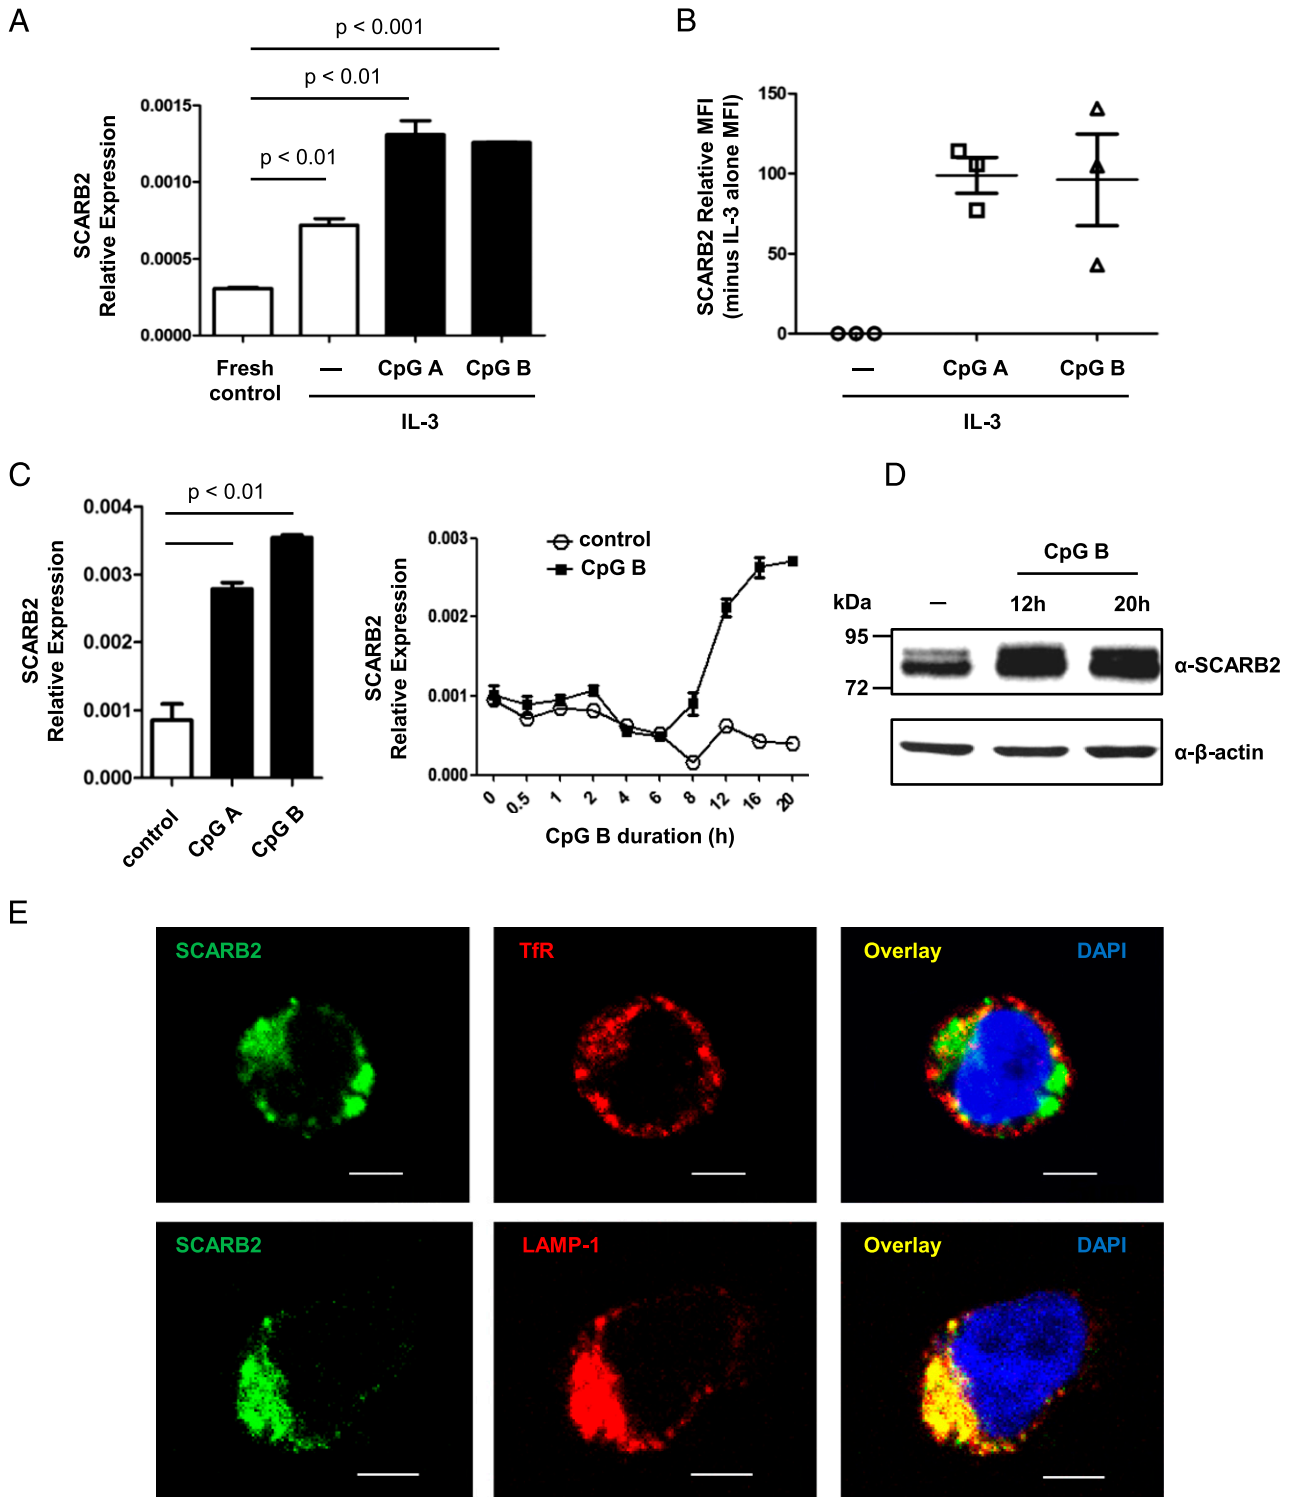 A
p < 0.001
p < 0.01
p < 0.01
SCARB2
Relative Expression
0.0015
0.0010
0.0005
0.0000
Fresh
control
—
CpG A
CpG B
IL-3
B
SCARB2 Relative MFI
(minus IL-3 alone MFI)
150
100
50
0
—
CpG A
CpG B
IL-3
C
p < 0.01
SCARB2
Relative Expression
0.004
0.003
0.002
0.001
0.000
control
CpG A
CpG B
SCARB2
Relative Expression
0.003
0.002
0.001
0.000
control
CpG B
0
0.5
1
2
4
6
8
12
16
20
CpG B duration (h)
D
CpG B
kDa
—
12h
20h
95
72
α-SCARB2
α-β-actin
E
SCARB2
TfR
Overlay
DAPI
SCARB2
LAMP-1
Overlay
DAPI